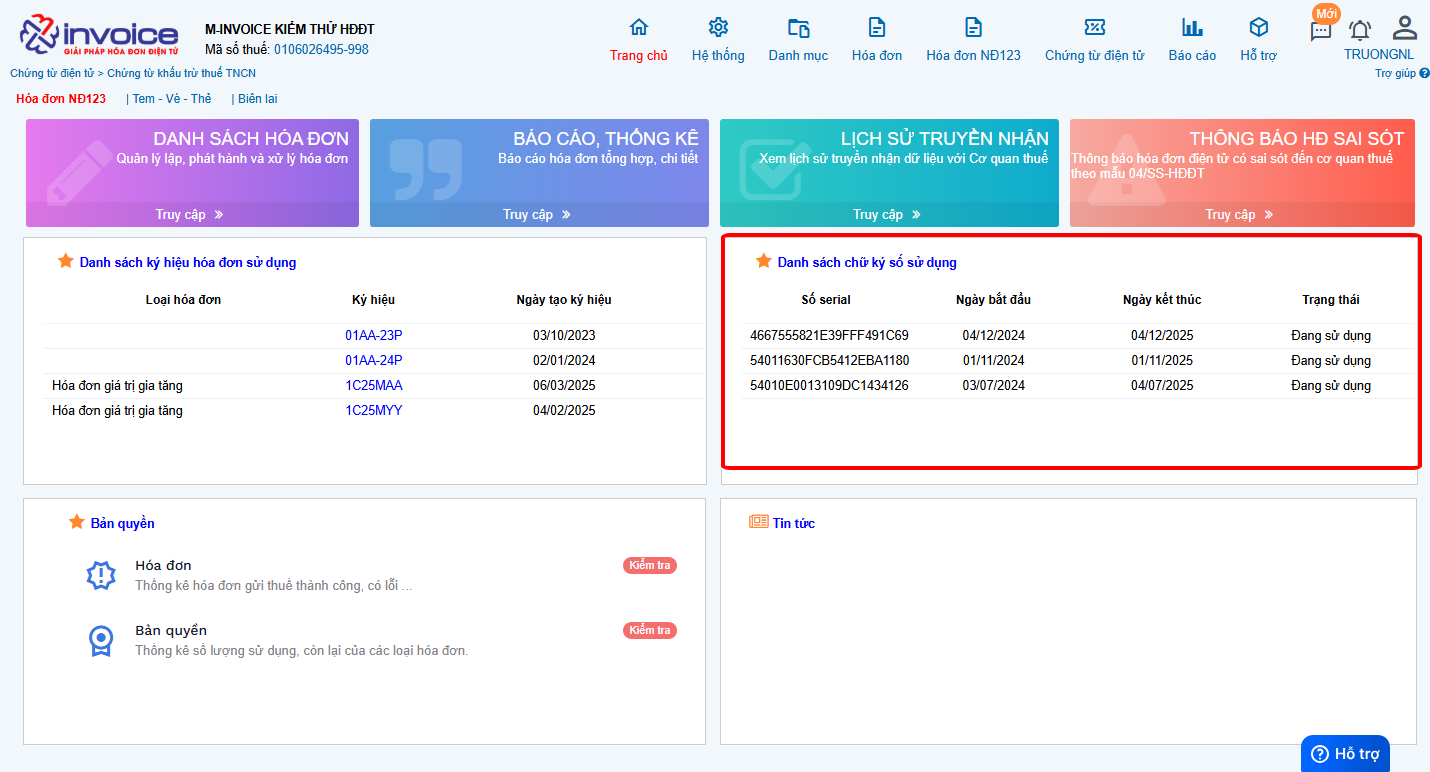 invoice
GIẢI PHÁP HÓA ĐƠN ĐIỆN TỬ
M-INVOICE KIỂM THỬ HĐĐT
Mã số thuế: 0106026495-998
Trang chủ
Hệ thống
Danh mục
Hóa đơn
Hóa đơn NĐ123
Chứng từ điện tử
Báo cáo
Hỗ trợ
Mới
TRUONGNL
Chứng từ điện tử > Chứng từ khấu trừ thuế TNCN
Trợ giúp ?
Hóa đơn NĐ123 | Tem - Vé - Thẻ | Biên lai
DANH SÁCH HÓA ĐƠN
Quản lý lập, phát hành và xử lý hóa đơn
Truy cập »
BÁO CÁO, THỐNG KÊ
Báo cáo hóa đơn tổng hợp, chi tiết
Truy cập »
LỊCH SỬ TRUYỀN NHẬN
Xem lịch sử truyền nhận dữ liệu với Cơ quan thuế
Truy cập »
THÔNG BÁO HĐ SAI SÓT
Thông báo hóa đơn điện tử có sai sót đến cơ quan thuế
theo mẫu 04/SS-HĐĐT
Truy cập »
Danh sách ký hiệu hóa đơn sử dụng
Loại hóa đơn Ký hiệu Ngày tạo ký hiệu
01AA-23P 03/10/2023
01AA-24P 02/01/2024
Hóa đơn giá trị gia tăng 1C25MAA 06/03/2025
Hóa đơn giá trị gia tăng 1C25MYY 04/02/2025
Danh sách chữ ký số sử dụng
Số serial Ngày bắt đầu Ngày kết thúc Trạng thái
4667555821E39FFF491C69 04/12/2024 04/12/2025 Đang sử dụng
54011630FCB5412EBA1180 01/11/2024 01/11/2025 Đang sử dụng
54010E0013109DC1434126 03/07/2024 04/07/2025 Đang sử dụng
Bản quyền
Hóa đơn Kiểm tra
Thống kê hóa đơn gửi thuế thành công, có lỗi ...
Bản quyền Kiểm tra
Thống kê số lượng sử dụng, còn lại của các loại hóa đơn.
Tin tức
Hỗ trợ